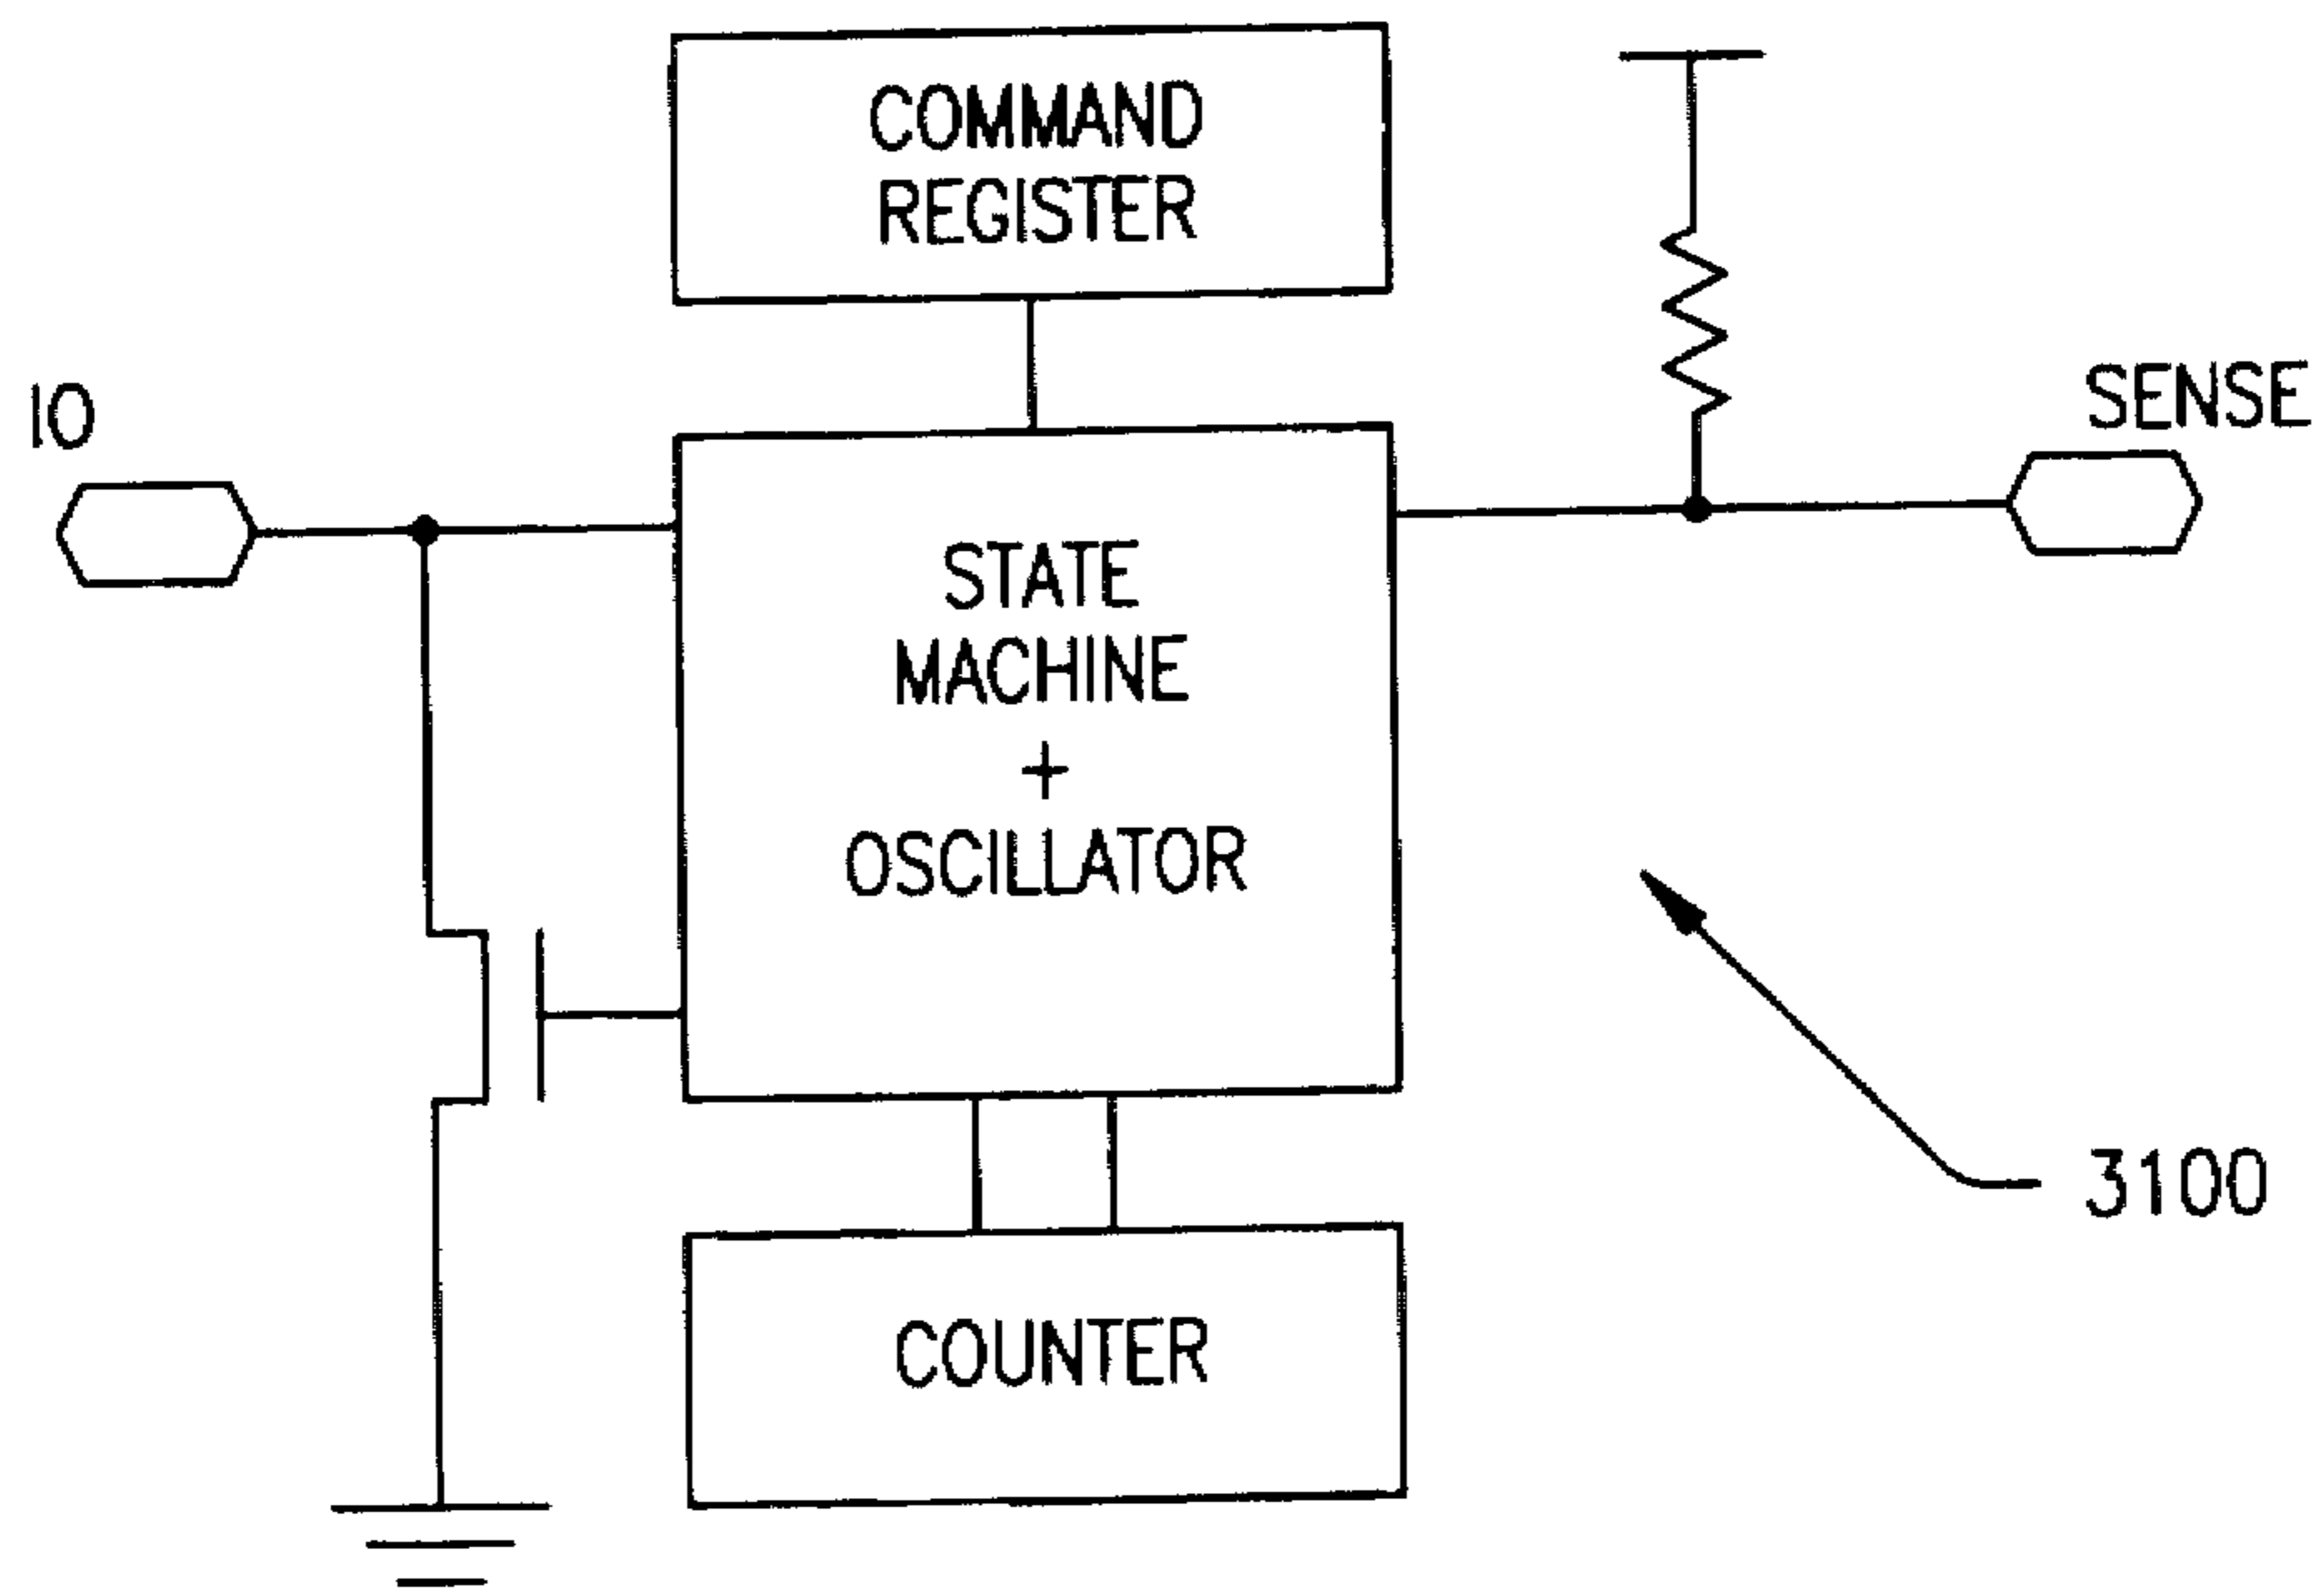 COMMAND
REGISTER
IO
SENSE
STATE
MACHINE
+
OSCILLATOR
3100
COUNTER